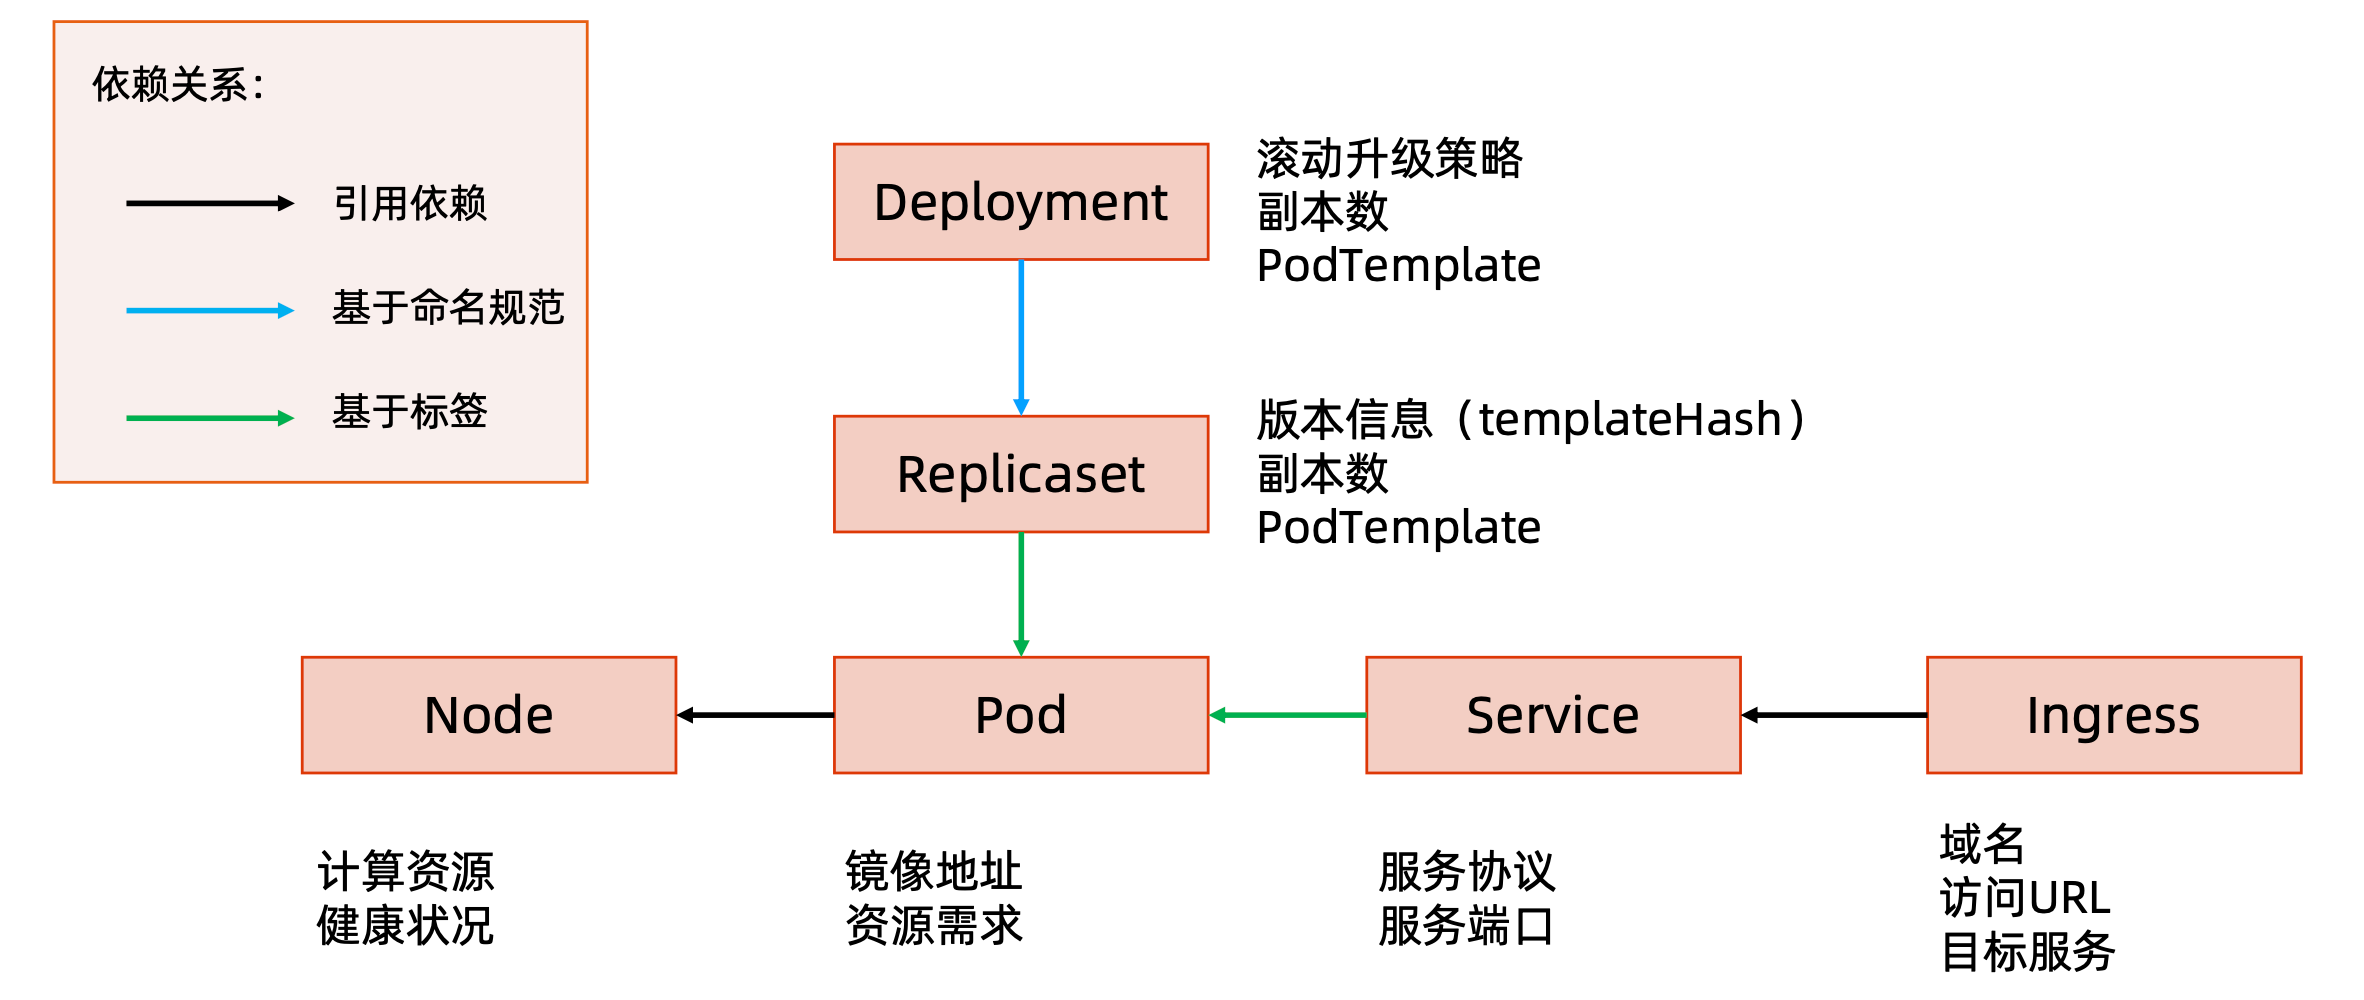 依赖关系：
引用依赖
基于命名规范
基于标签
Deployment
滚动升级策略
副本数
PodTemplate
Replicaset
版本信息（templateHash）
副本数
PodTemplate
Node
Pod
Service
Ingress
计算资源
健康状况
镜像地址
资源需求
服务协议
服务端口
域名
访问URL
目标服务